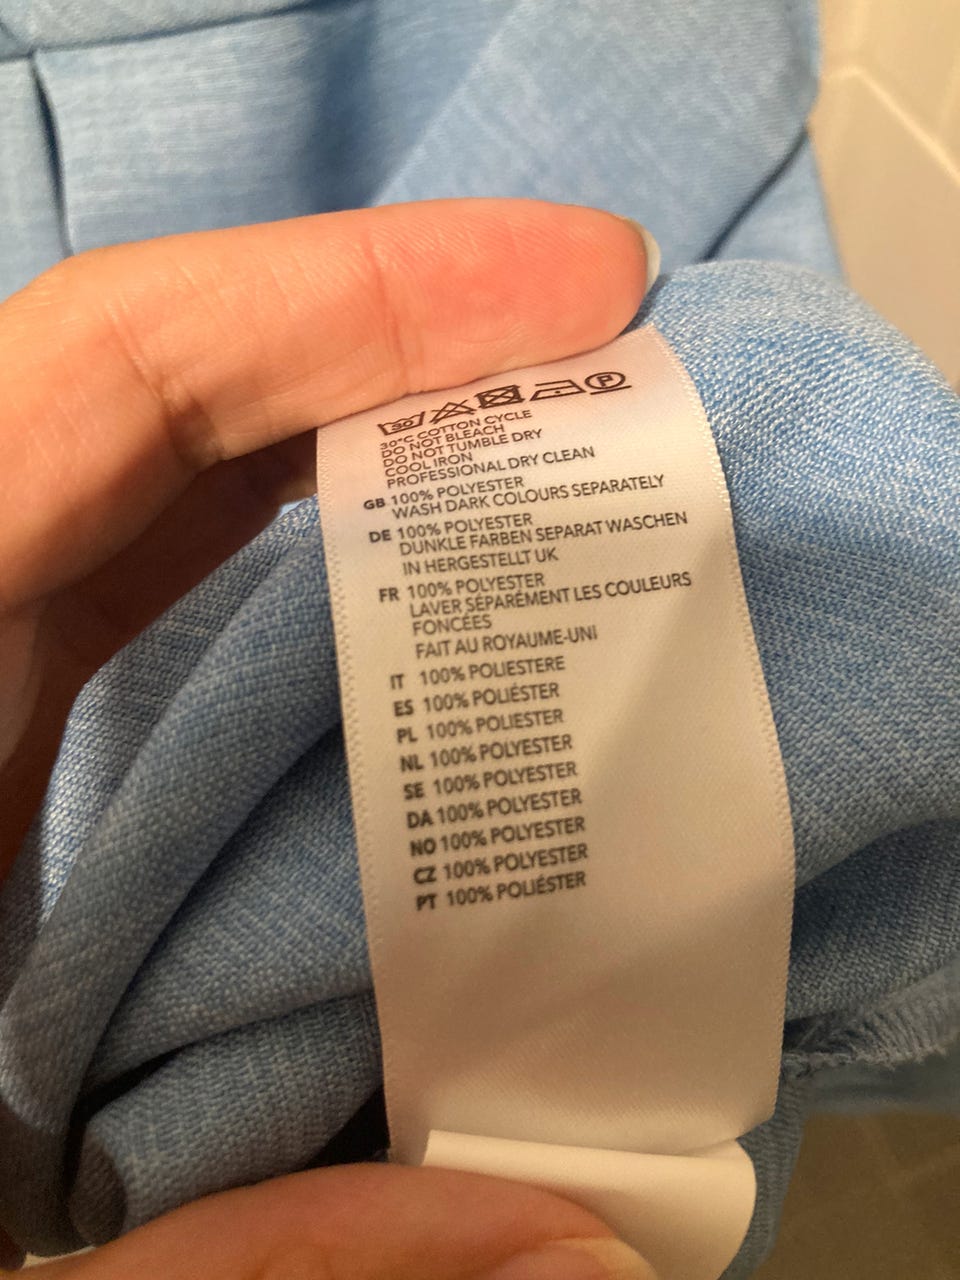 30 P
30°C COTTON CYCLE
DO NOT BLEACH
DO NOT TUMBLE DRY
COOL IRON
PROFESSIONAL DRY CLEAN
GB 100% POLYESTER
WASH DARK COLOURS SEPARATELY
DE 100% POLYESTER
DUNKLE FARBEN SEPARAT WASCHEN
IN HERGESTELLT UK
FR 100% POLYESTER
LAVER SÉPARÉMENT LES COULEURS
FONCÉES
FAIT AU ROYAUME-UNI
IT 100% POLIESTERE
ES 100% POLIÉSTER
PL 100% POLIESTER
NL 100% POLYESTER
SE 100% POLYESTER
DA 100% POLYESTER
NO 100% POLYESTER
CZ 100% POLYESTER
PT 100% POLIÉSTER